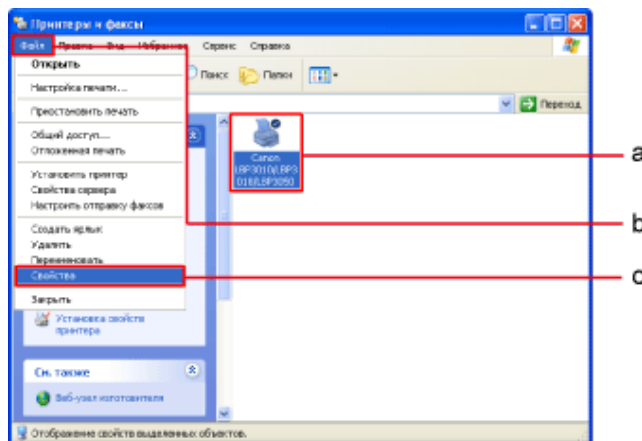 Принтеры и факсы
Файл Правка Вид Избранное Сервис Справка
Открыть
Поиск Папки
Настройка печати...
Приостановить печать
Переход
Общий доступ...
Отложенная печать
Canon
LBP3010/LBP3
018/LBP3050
a
Установить принтер
Свойства сервера
Настроить отправку факсов
b
Создать ярлык
Удалить
Переименовать
Свойства
c
Закрыть
Установка свойств
принтера
См. также
Веб-узел изготовителя
Отображение свойств выделенных объектов.